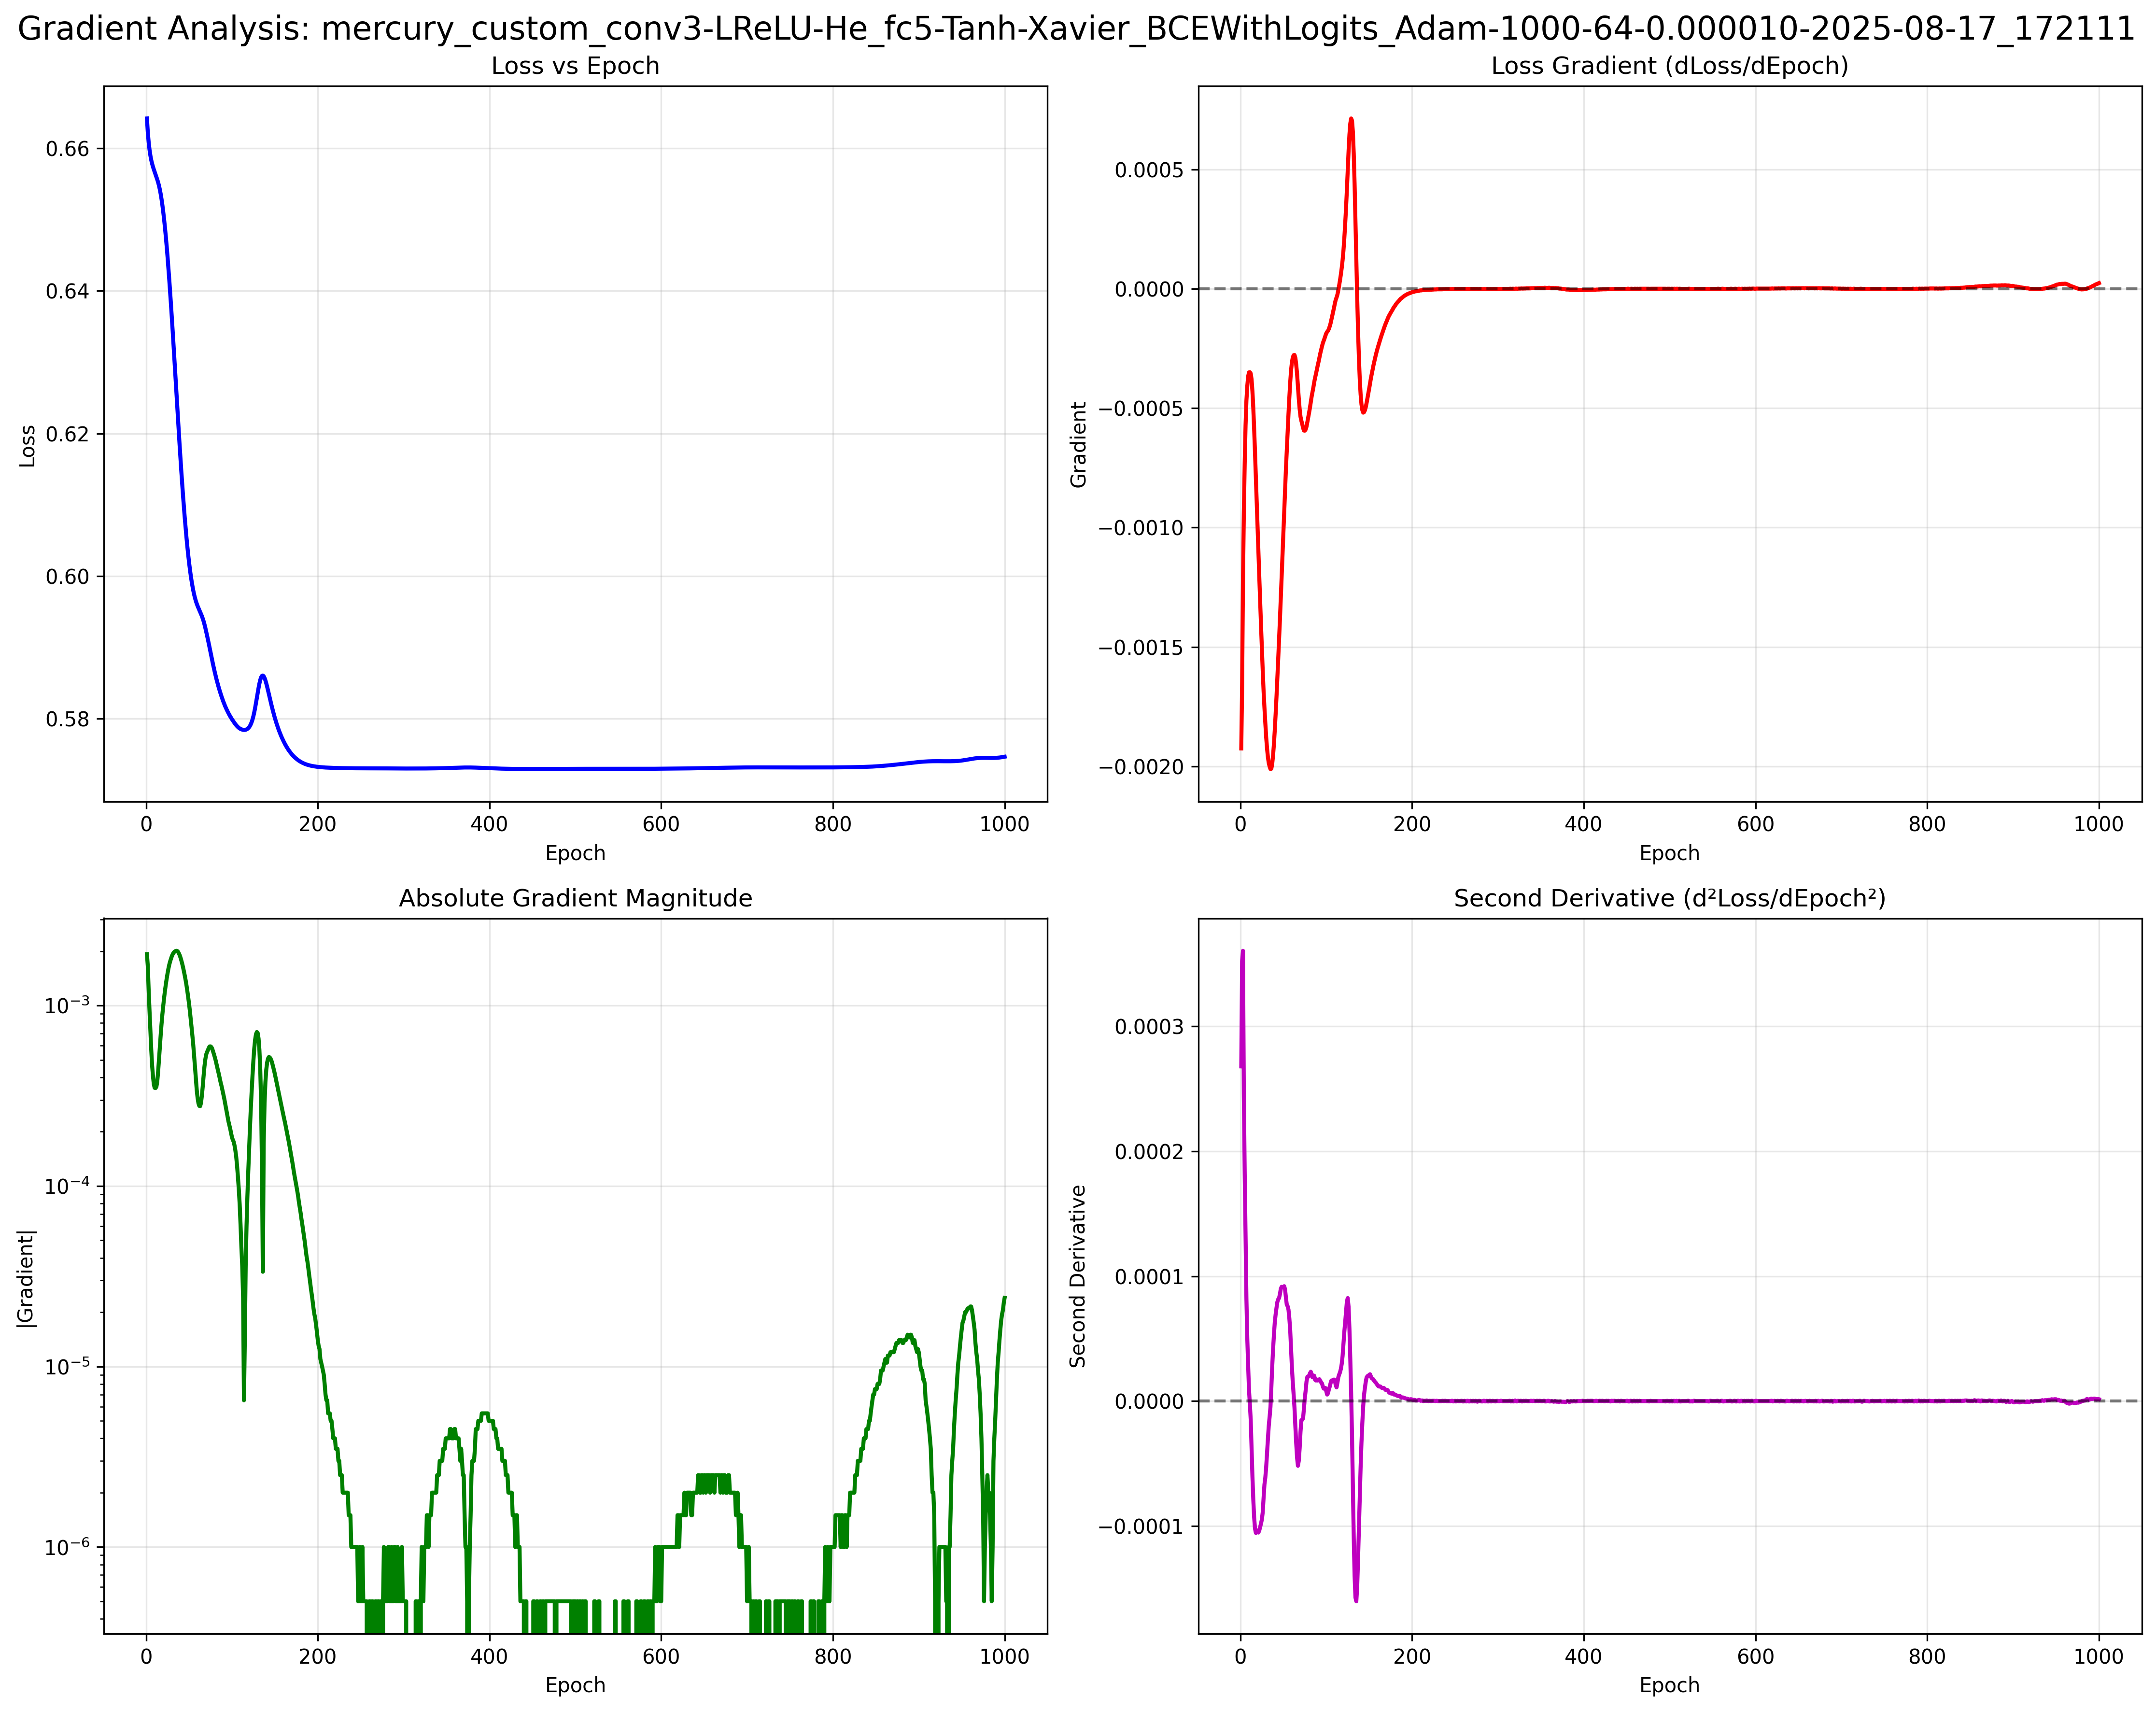 Gradient Analysis: mercury_custom_conv3-LReLU-He_fc5-Tanh-Xavier_BCEWithLogits_Adam-1000-64-0.000010-2025-08-17_172111
Loss vs Epoch
0.66
0.64
0.62
0.60
0.58
Loss
0 200 400 600 800 1000
Epoch
Loss Gradient (dLoss/dEpoch)
0.0005
0.0000
−0.0005
−0.0010
−0.0015
−0.0020
Gradient
0 200 400 600 800 1000
Epoch
Absolute Gradient Magnitude
10⁻³
10⁻⁴
10⁻⁵
10⁻⁶
|Gradient|
0 200 400 600 800 1000
Epoch
Second Derivative (d²Loss/dEpoch²)
0.0003
0.0002
0.0001
0.0000
−0.0001
Second Derivative
0 200 400 600 800 1000
Epoch